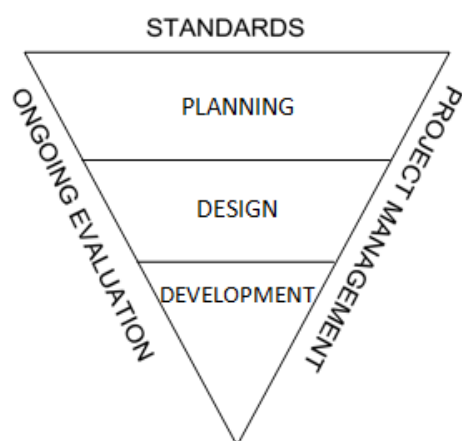 STANDARDS
ONGOING EVALUATION
PROJECT MANAGEMENT
PLANNING
DESIGN
DEVELOPMENT